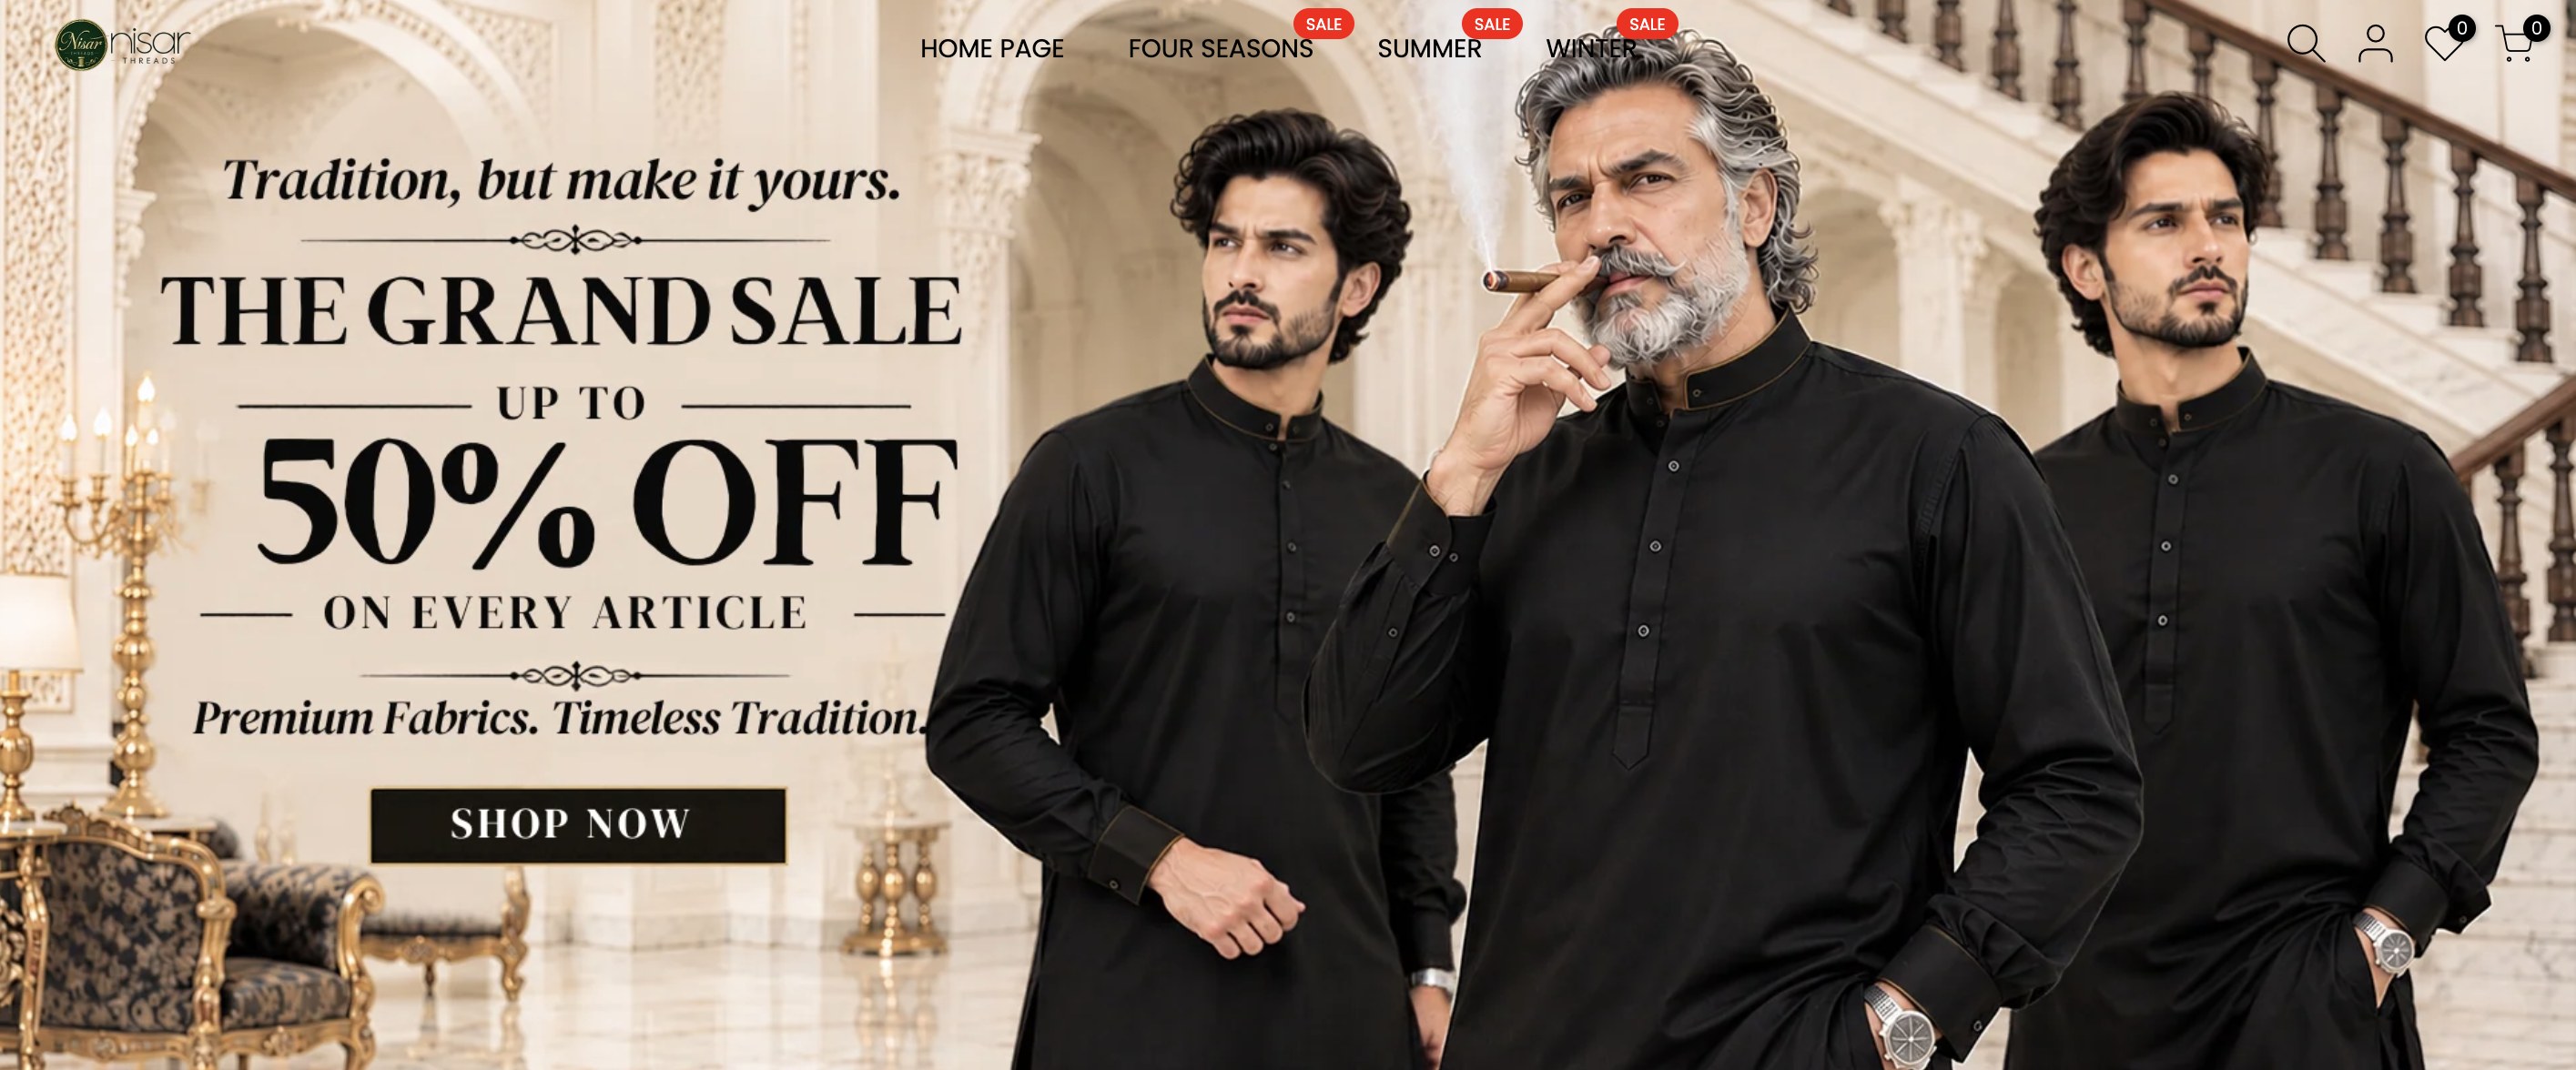 Nisar
THREADS
nisar
THREADS
HOME PAGE
FOUR SEASONS
SALE
SUMMER
SALE
WINTER
SALE
0
0
Tradition, but make it yours.
THE GRAND SALE
UP TO
50% OFF
ON EVERY ARTICLE
Premium Fabrics. Timeless Tradition.
SHOP NOW